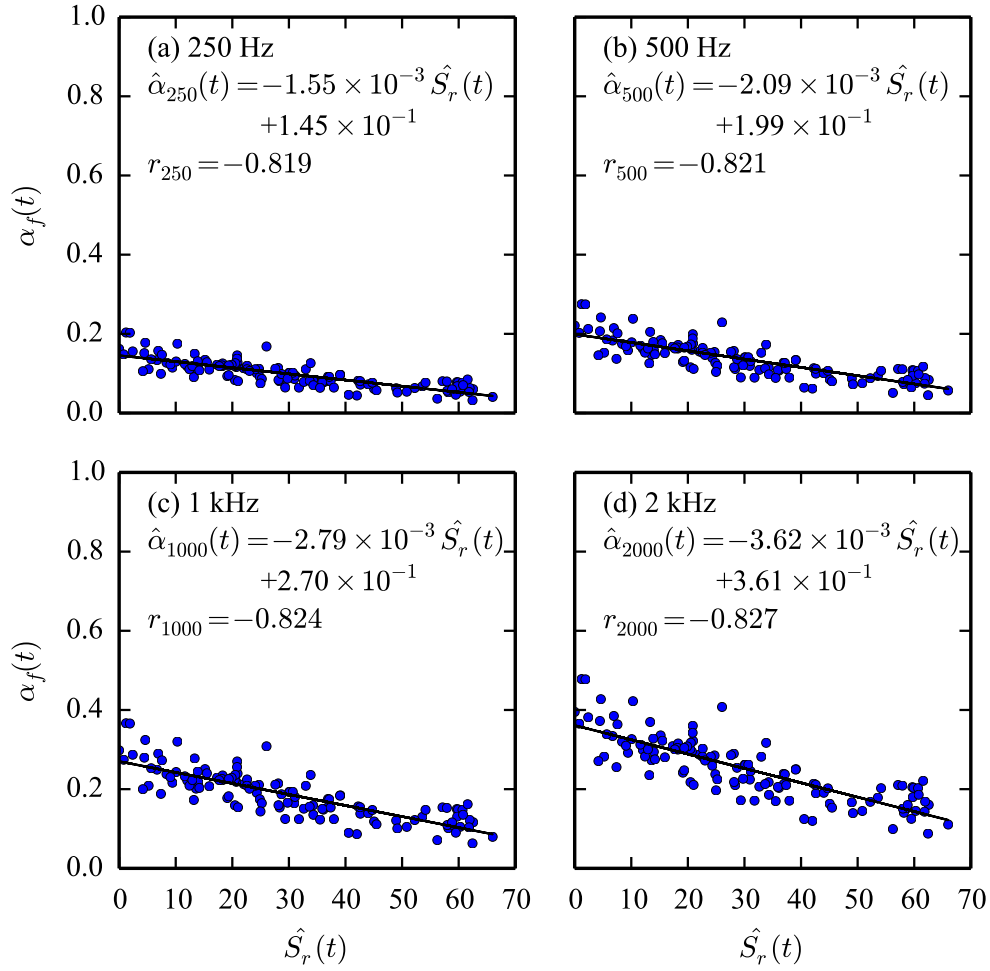 (a) 250 Hz
α̂₂₅₀(t) = −1.55 × 10⁻³ Ŝᵣ(t)
+1.45 × 10⁻¹
r₂₅₀ = −0.819
(b) 500 Hz
α̂₅₀₀(t) = −2.09 × 10⁻³ Ŝᵣ(t)
+1.99 × 10⁻¹
r₅₀₀ = −0.821
1.0
0.8
0.6
0.4
0.2
0.0
α_f(t)
(c) 1 kHz
α̂₁₀₀₀(t) = −2.79 × 10⁻³ Ŝᵣ(t)
+2.70 × 10⁻¹
r₁₀₀₀ = −0.824
(d) 2 kHz
α̂₂₀₀₀(t) = −3.62 × 10⁻³ Ŝᵣ(t)
+3.61 × 10⁻¹
r₂₀₀₀ = −0.827
1.0
0.8
0.6
0.4
0.2
0.0
α_f(t)
0 10 20 30 40 50 60 70
0 10 20 30 40 50 60 70
Ŝᵣ(t)
Ŝᵣ(t)